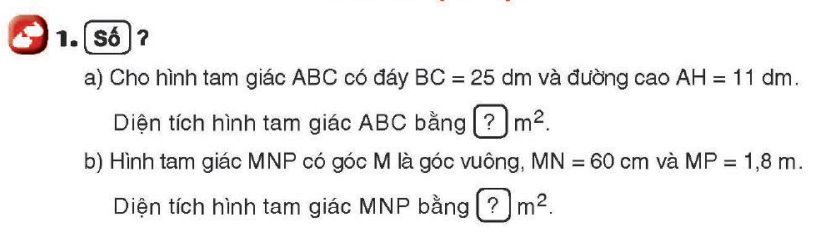 1. Số ?
a) Cho hình tam giác ABC có đáy BC = 25 dm và đường cao AH = 11 dm.
Diện tích hình tam giác ABC bằng ? m².
b) Hình tam giác MNP có góc M là góc vuông, MN = 60 cm và MP = 1,8 m.
Diện tích hình tam giác MNP bằng ? m².